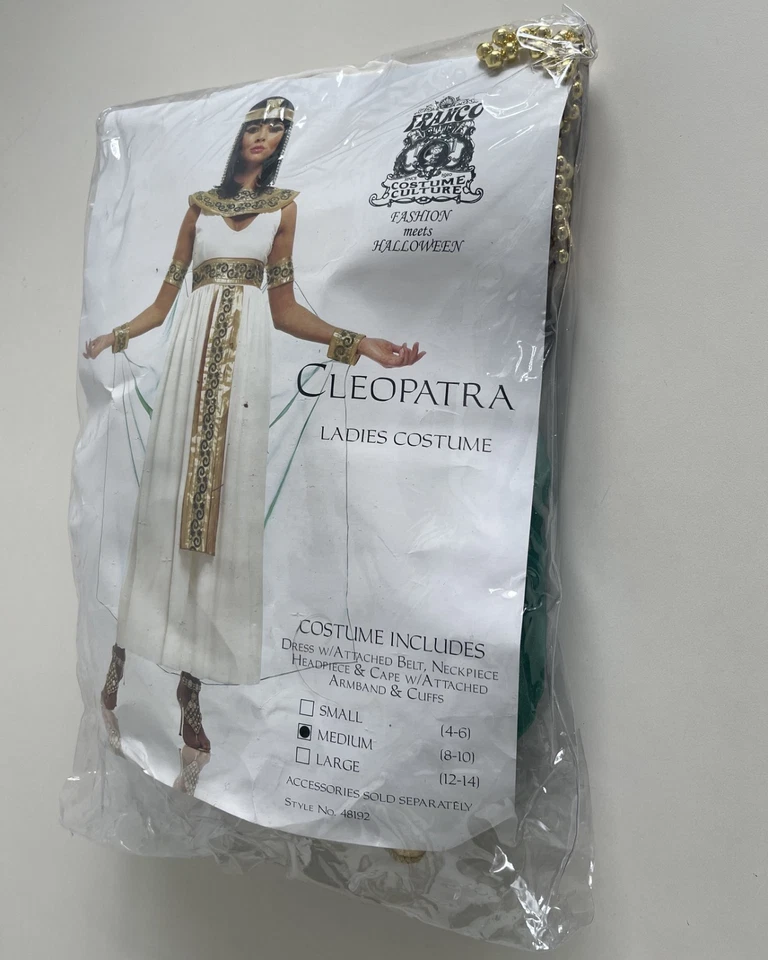 FRANCO
COSTUME
CULTURE
FASHION
meets
HALLOWEEN
CLEOPATRA
LADIES COSTUME
COSTUME INCLUDES
DRESS W/ATTACHED BELT, NECKPIECE
HEADPIECE & CAPE W/ATTACHED
ARMBAND & CUFFS
SMALL (4-6)
MEDIUM (8-10)
LARGE (12-14)
ACCESSORIES SOLD SEPARATELY
STYLE NO. 48192